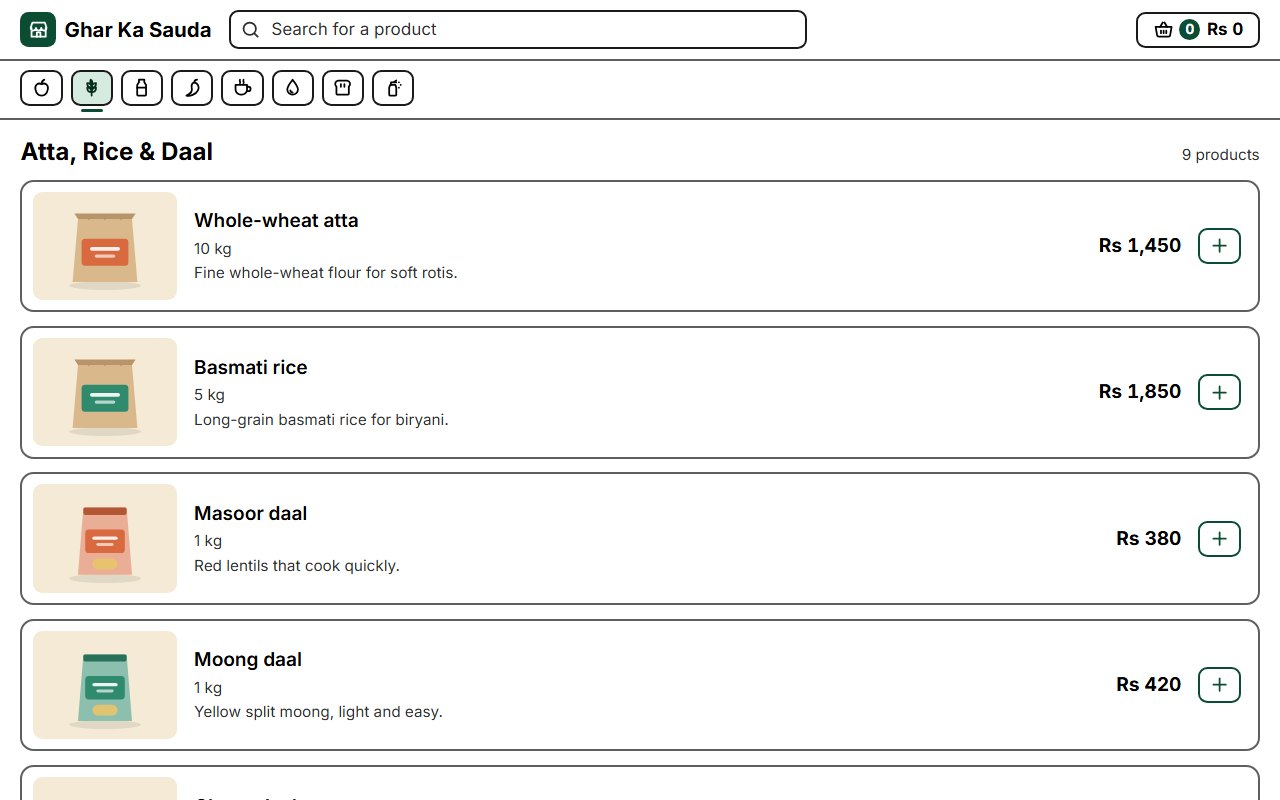 Ghar Ka Sauda
Search for a product
0 Rs 0
Atta, Rice & Daal
9 products
Whole-wheat atta
10 kg
Fine whole-wheat flour for soft rotis.
Rs 1,450
Basmati rice
5 kg
Long-grain basmati rice for biryani.
Rs 1,850
Masoor daal
1 kg
Red lentils that cook quickly.
Rs 380
Moong daal
1 kg
Yellow split moong, light and easy.
Rs 420